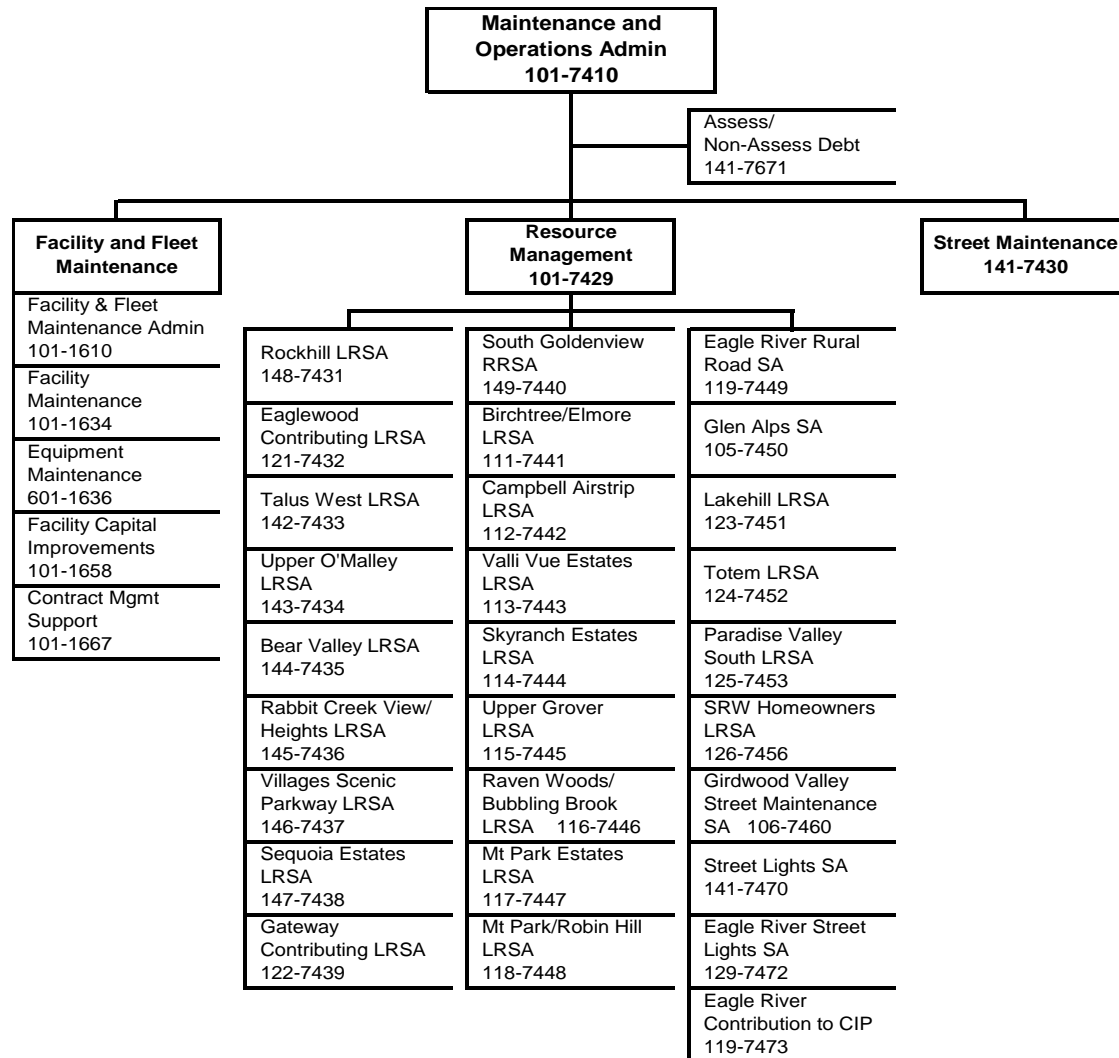 Maintenance and
Operations Admin
101-7410
Assess/
Non-Assess Debt
141-7671
Facility and Fleet
Maintenance
Facility & Fleet
Maintenance Admin
101-1610
Facility
Maintenance
101-1634
Equipment
Maintenance
601-1636
Facility Capital
Improvements
101-1658
Contract Mgmt
Support
101-1667
Resource
Management
101-7429
Rockhill LRSA
148-7431
Eaglewood
Contributing LRSA
121-7432
Talus West LRSA
142-7433
Upper O'Malley
LRSA
143-7434
Bear Valley LRSA
144-7435
Rabbit Creek View/
Heights LRSA
145-7436
Villages Scenic
Parkway LRSA
146-7437
Sequoia Estates
LRSA
147-7438
Gateway
Contributing LRSA
122-7439
South Goldenview
RRSA
149-7440
Birchtree/Elmore
LRSA
111-7441
Campbell Airstrip
LRSA
112-7442
Valli Vue Estates
LRSA
113-7443
Skyranch Estates
LRSA
114-7444
Upper Grover
LRSA
115-7445
Raven Woods/
Bubbling Brook
LRSA 116-7446
Mt Park Estates
LRSA
117-7447
Mt Park/Robin Hill
LRSA
118-7448
Eagle River Rural
Road SA
119-7449
Glen Alps SA
105-7450
Lakehill LRSA
123-7451
Totem LRSA
124-7452
Paradise Valley
South LRSA
125-7453
SRW Homeowners
LRSA
126-7456
Girdwood Valley
Street Maintenance
SA 106-7460
Street Lights SA
141-7470
Eagle River Street
Lights SA
129-7472
Eagle River
Contribution to CIP
119-7473
Street Maintenance
141-7430